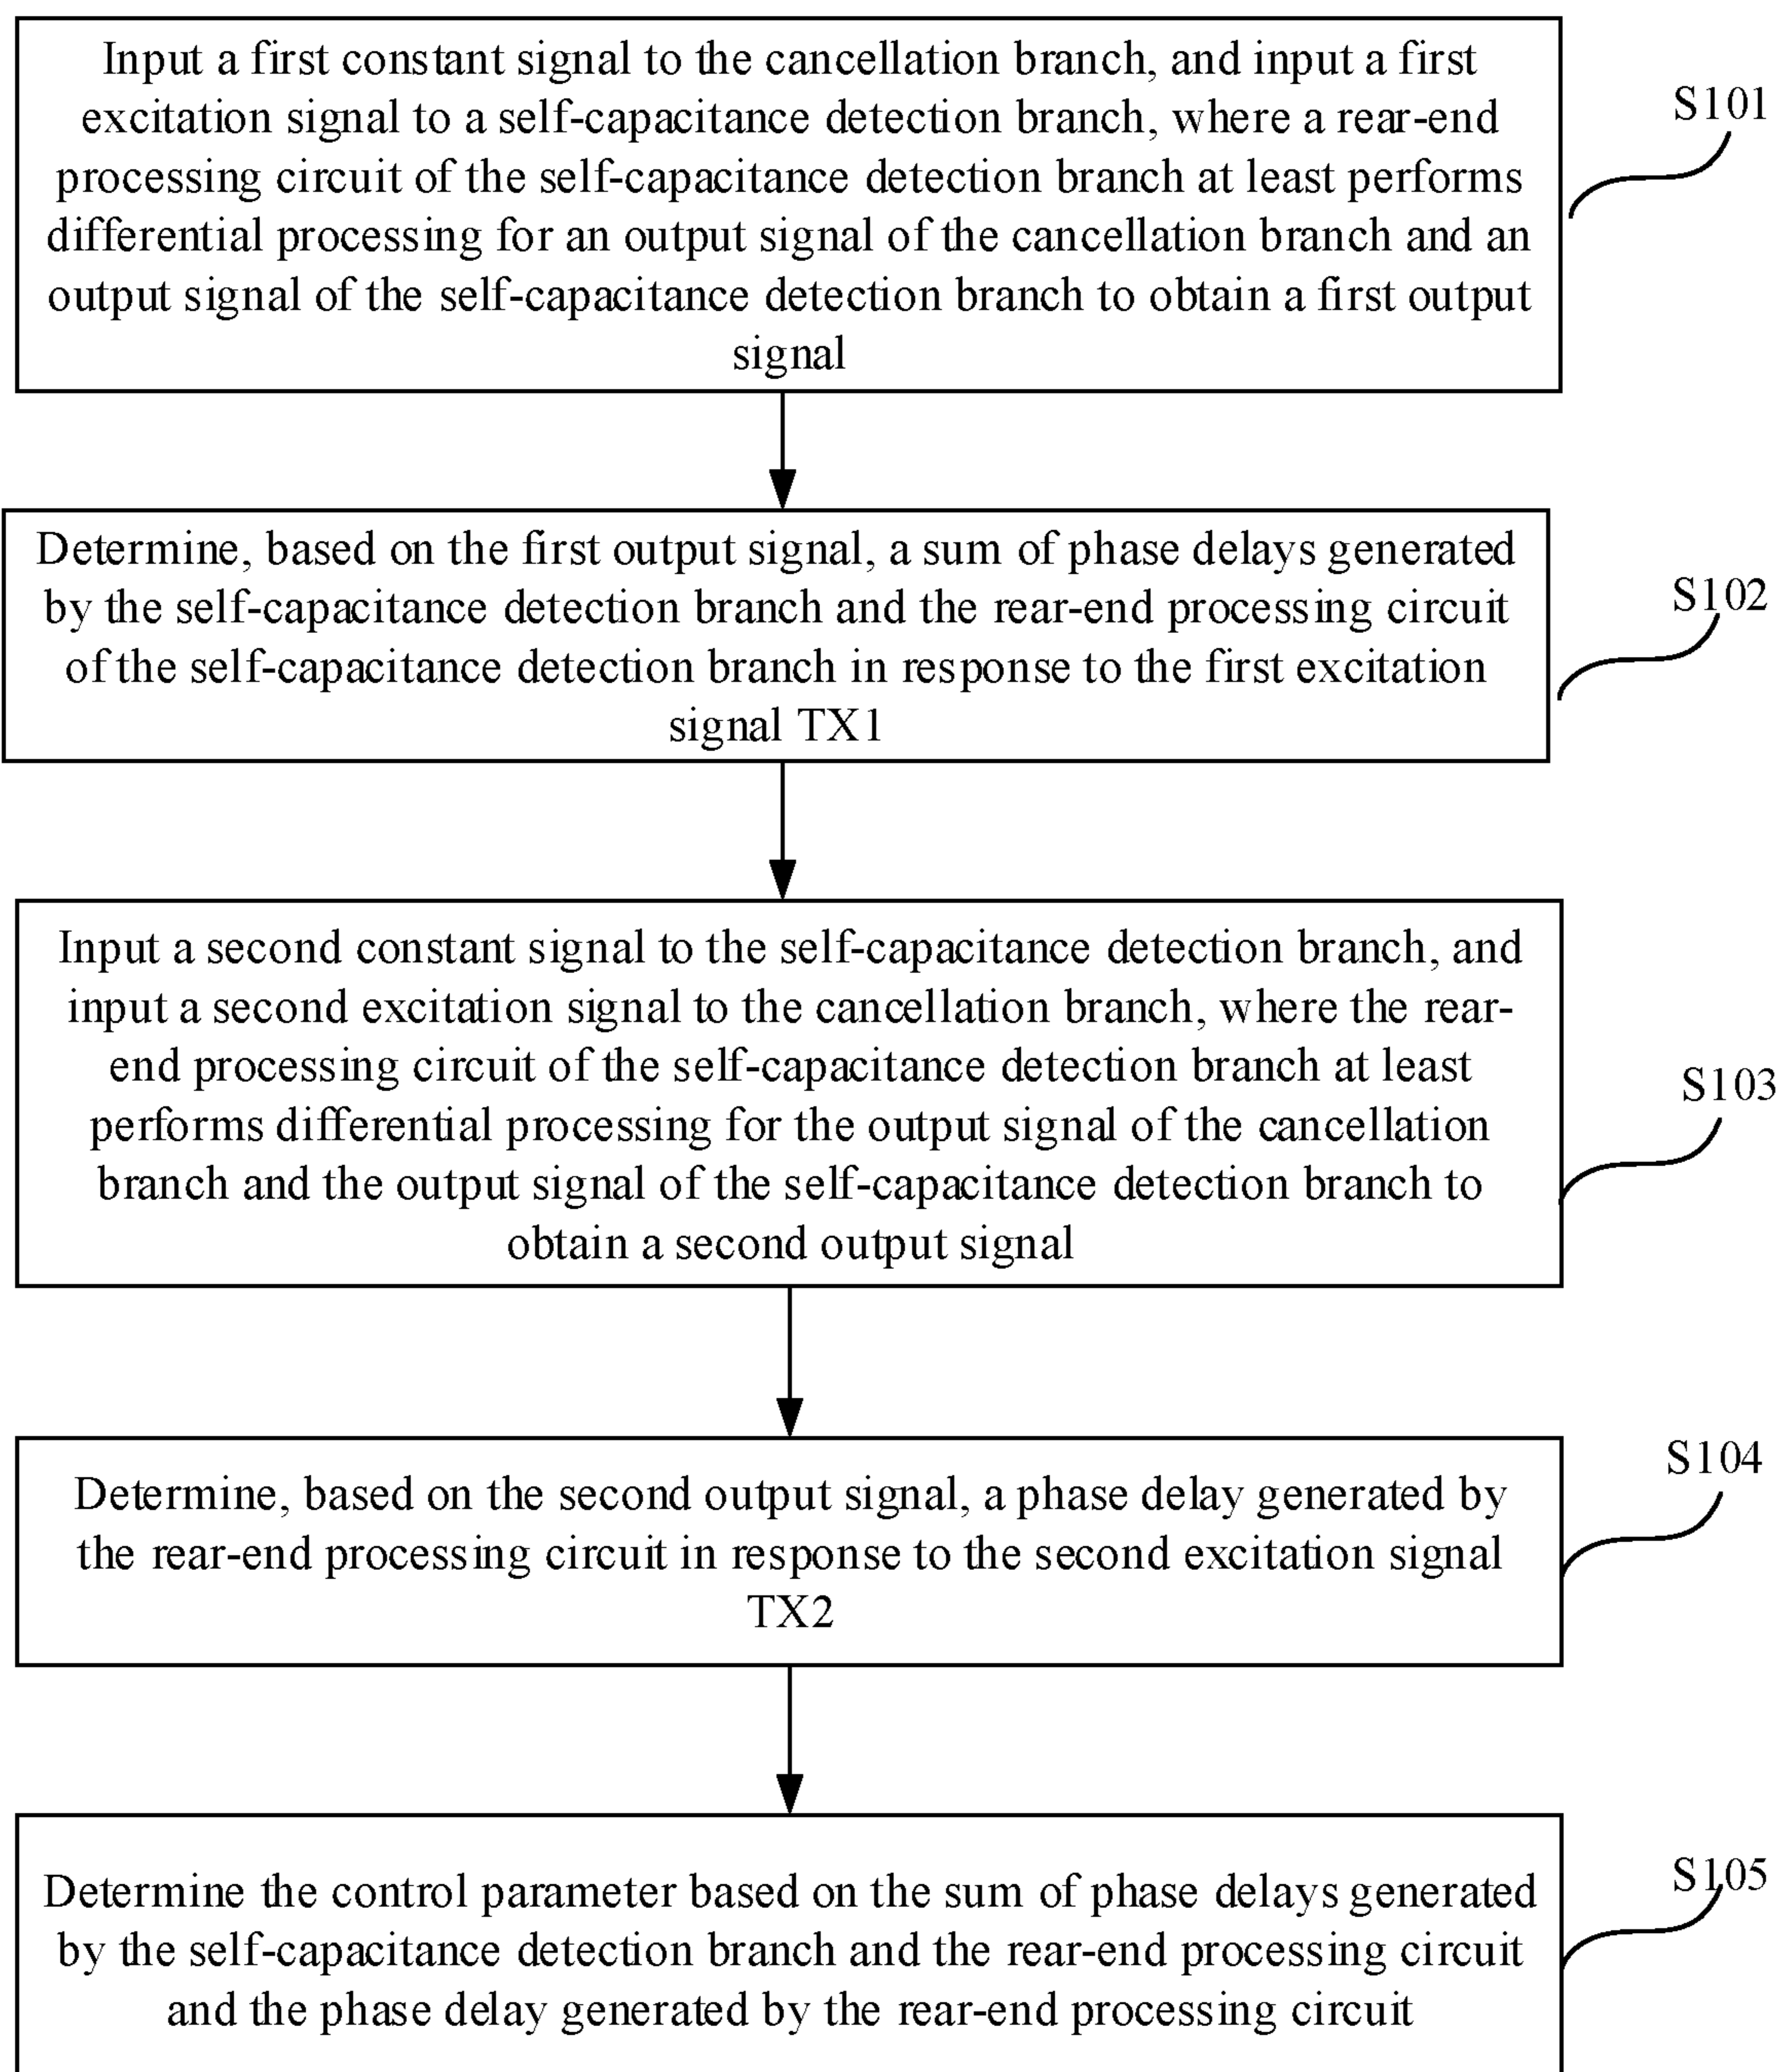 Input a first constant signal to the cancellation branch, and input a first
excitation signal to a self-capacitance detection branch, where a rear-end
processing circuit of the self-capacitance detection branch at least performs
differential processing for an output signal of the cancellation branch and an
output signal of the self-capacitance detection branch to obtain a first output
signal
S101
Determine, based on the first output signal, a sum of phase delays generated
by the self-capacitance detection branch and the rear-end processing circuit
of the self-capacitance detection branch in response to the first excitation
signal TX1
S102
Input a second constant signal to the self-capacitance detection branch, and
input a second excitation signal to the cancellation branch, where the rear-
end processing circuit of the self-capacitance detection branch at least
performs differential processing for the output signal of the cancellation
branch and the output signal of the self-capacitance detection branch to
obtain a second output signal
S103
Determine, based on the second output signal, a phase delay generated by
the rear-end processing circuit in response to the second excitation signal
TX2
S104
Determine the control parameter based on the sum of phase delays generated
by the self-capacitance detection branch and the rear-end processing circuit
and the phase delay generated by the rear-end processing circuit
S105